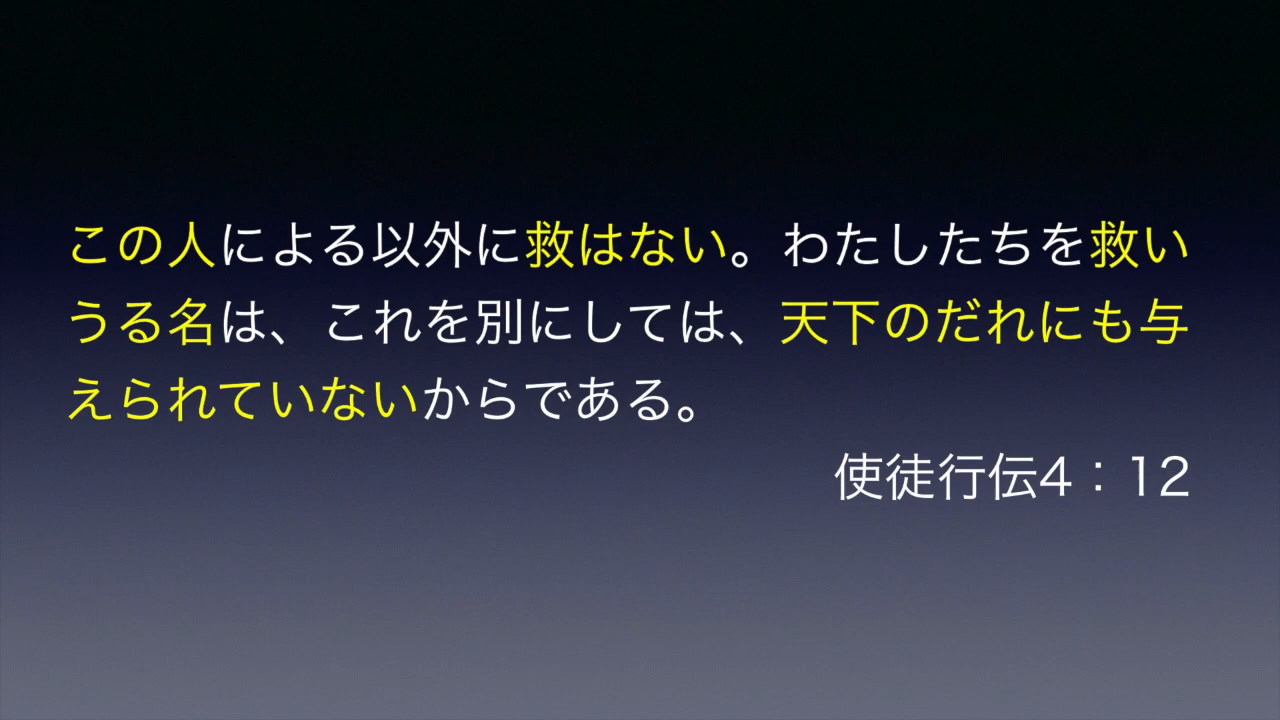 この人による以外に救はない。わたしたちを救い
うる名は、これを別にしては、天下のだれにも与
えられていないからである。
使徒行伝4：12